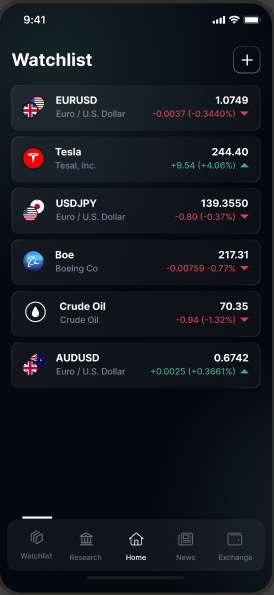 9:41
Watchlist
EURUSD 1.0749
Euro / U.S. Dollar -0.0037 (-0.3440%)
Tesla 244.40
Tesal, Inc. +9.54 (+4.06%)
USDJPY 139.3550
Euro / U.S. Dollar -0.80 (-0.37%)
Boe 217.31
Boeing Co -0.00759 -0.77%
Crude Oil 70.35
Crude Oil -0.94 (-1.32%)
AUDUSD 0.6742
Euro / U.S. Dollar +0.0025 (+0.3661%)
Watchlist Research Home News Exchange